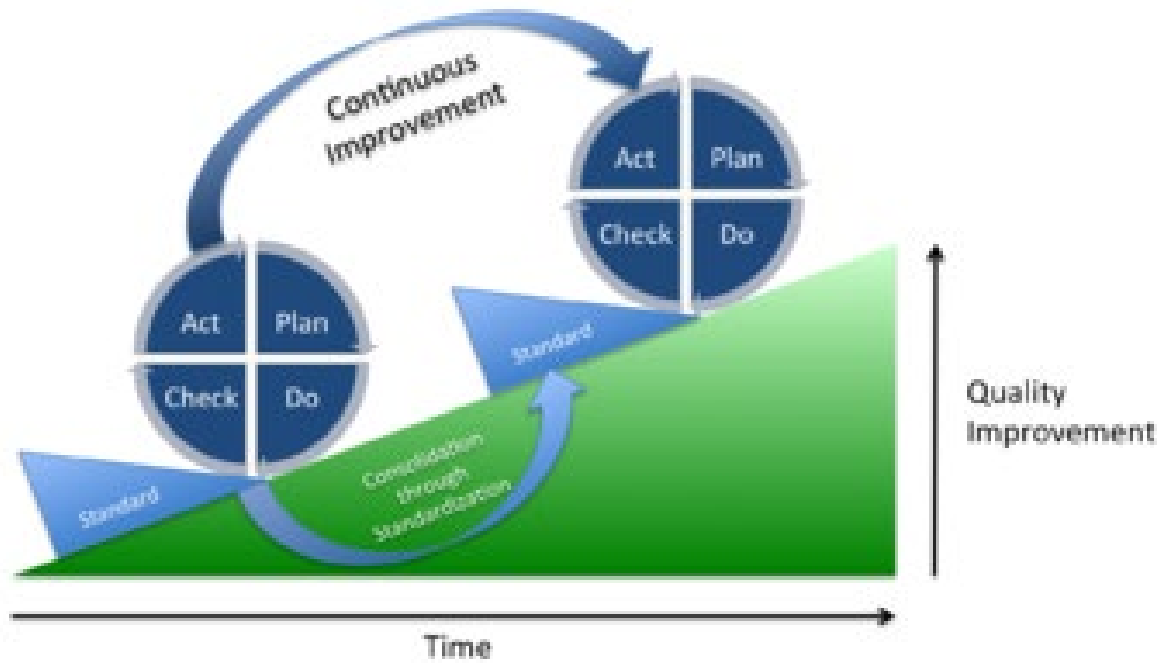 Continuous
Improvement
Act
Plan
Check
Do
Act
Plan
Check
Do
Standard
Standard
Consolidation
through
Standardization
Quality
Improvement
Time